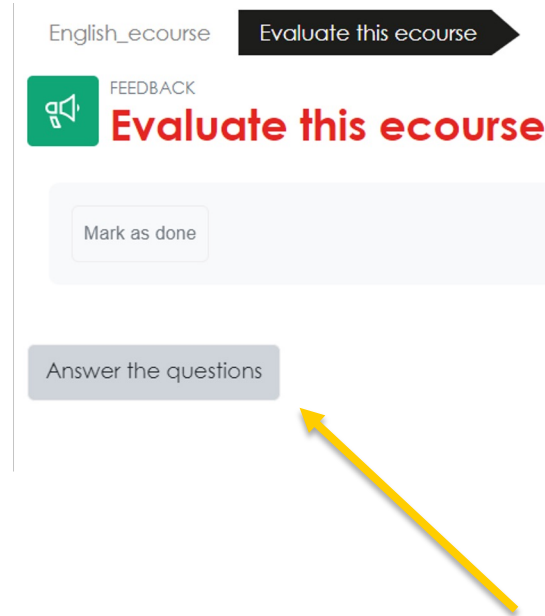 English_ecourse Evaluate this ecourse
FEEDBACK
Evaluate this ecourse
Mark as done
Answer the questions